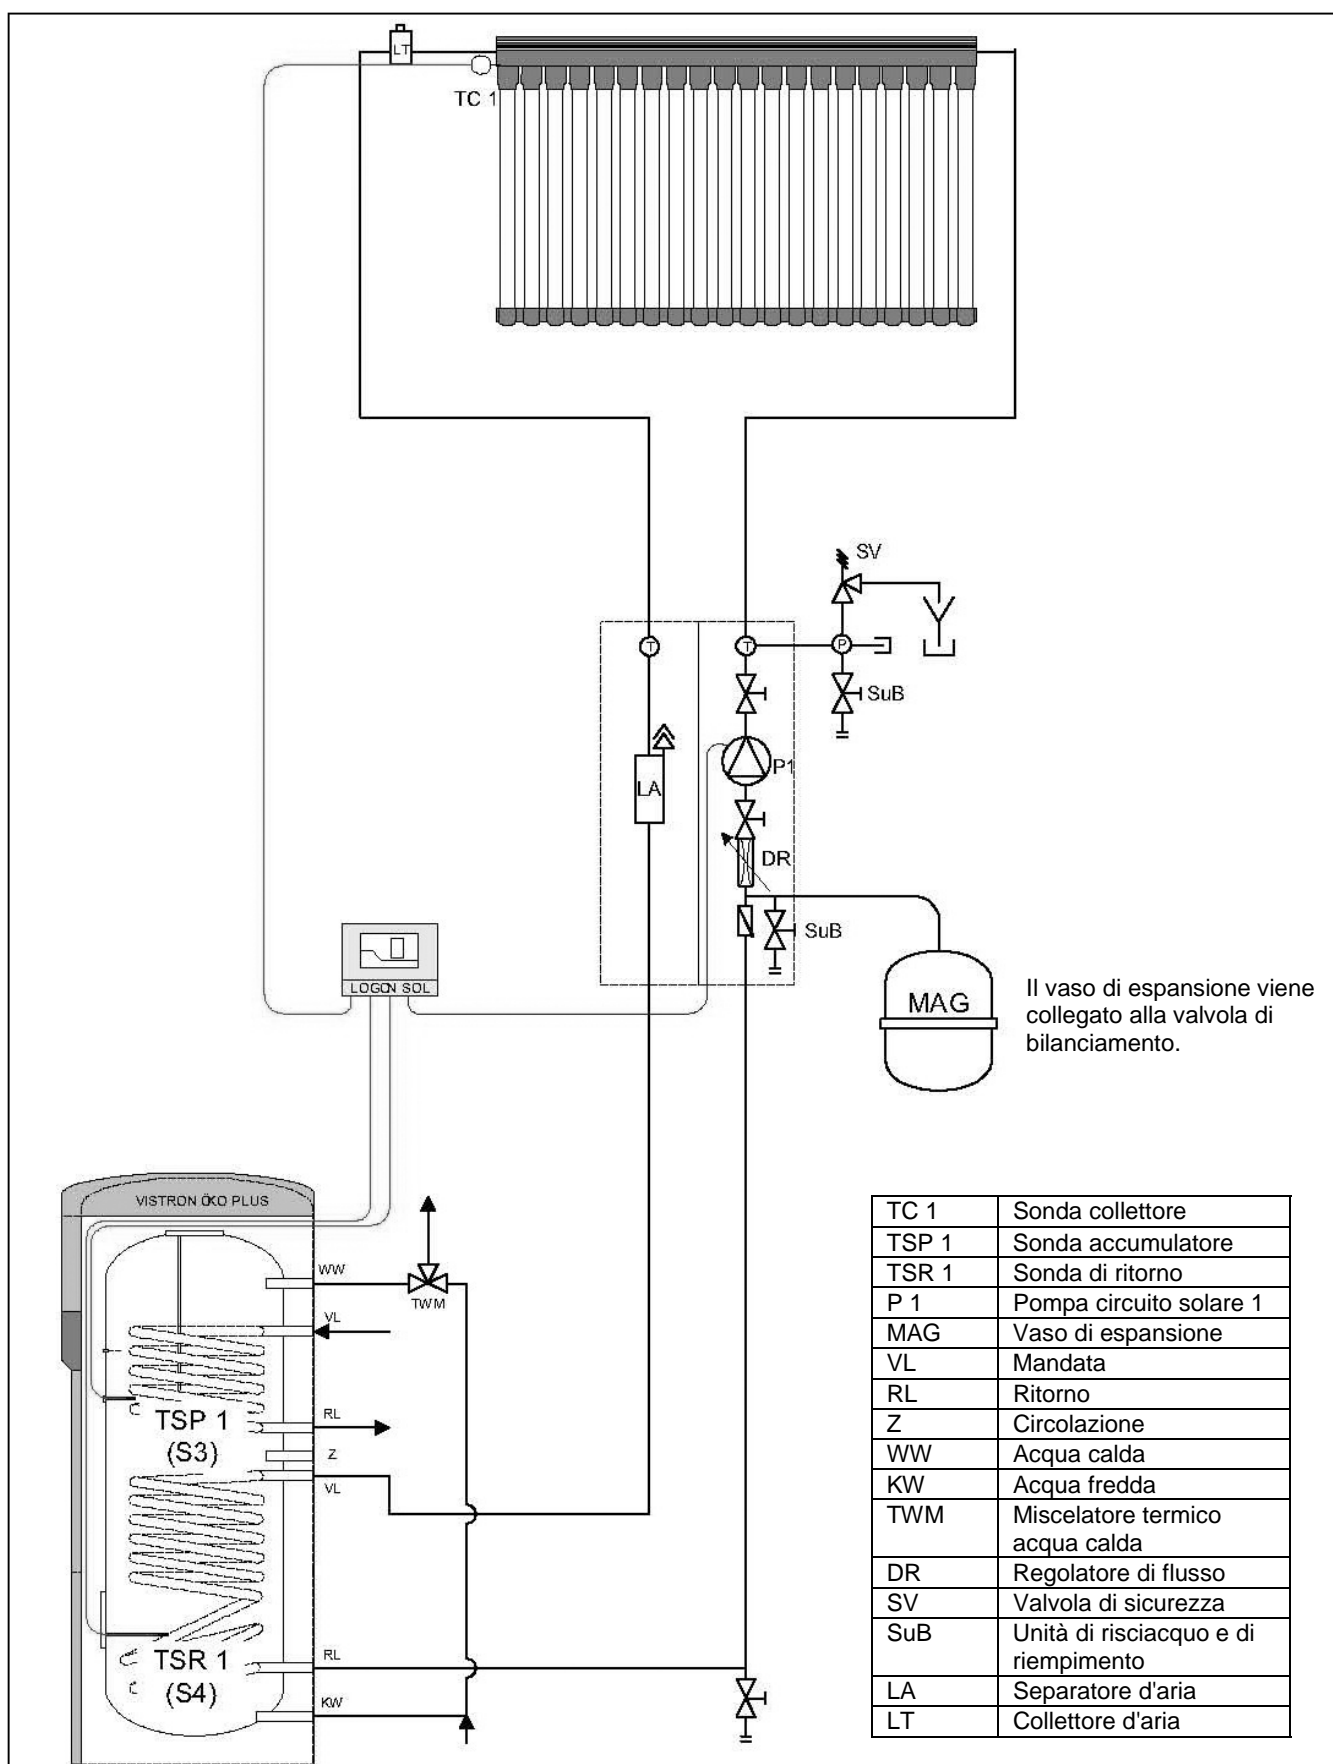 LT
TC 1
SV
T
T
P
SuB
P1
LA
DR
SuB
LOGON SOL
MAG
Il vaso di espansione viene
collegato alla valvola di
bilanciamento.
VISTRON ÖKO PLUS
WW
TWM
VL
TSP 1
(S3)
RL
Z
VL
TSR 1
(S4)
RL
KW
TC 1 Sonda collettore
TSP 1 Sonda accumulatore
TSR 1 Sonda di ritorno
P 1 Pompa circuito solare 1
MAG Vaso di espansione
VL Mandata
RL Ritorno
Z Circolazione
WW Acqua calda
KW Acqua fredda
TWM Miscelatore termico
acqua calda
DR Regolatore di flusso
SV Valvola di sicurezza
SuB Unità di risciacquo e di
riempimento
LA Separatore d'aria
LT Collettore d'aria